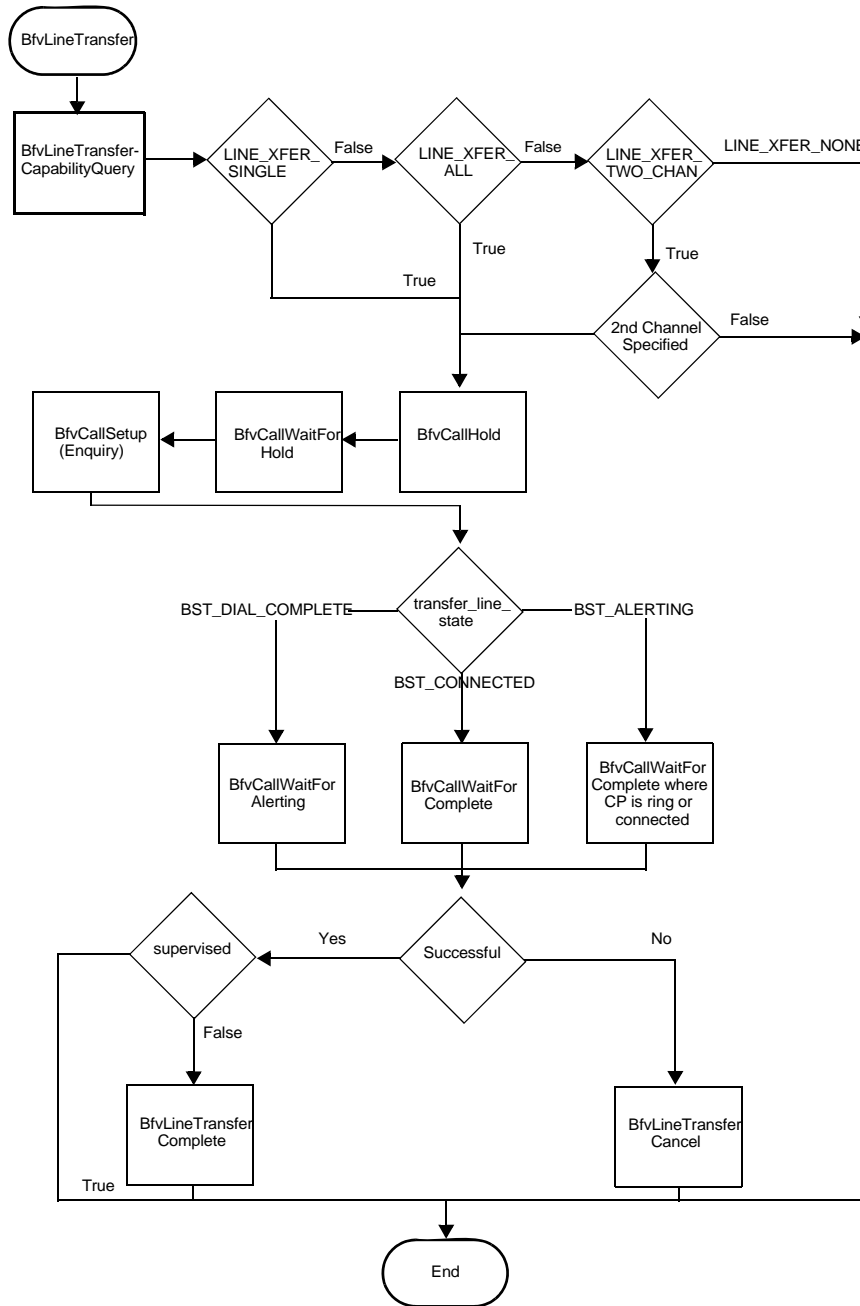 BfvLineTransfer
BfvLineTransfer-
CapabilityQuery
LINE_XFER_
SINGLE
False
LINE_XFER_
ALL
False
LINE_XFER_
TWO_CHAN
LINE_XFER_NONE
True
True
True
2nd Channel
Specified
False
BfvCallSetup
(Enquiry)
BfvCallWaitFor
Hold
BfvCallHold
BST_DIAL_COMPLETE
transfer_line_
state
BST_ALERTING
BST_CONNECTED
BfvCallWaitFor
Alerting
BfvCallWaitFor
Complete
BfvCallWaitFor
Complete where
CP is ring or
connected
supervised
Yes
Successful
No
False
BfvLineTransfer
Complete
BfvLineTransfer
Cancel
True
End